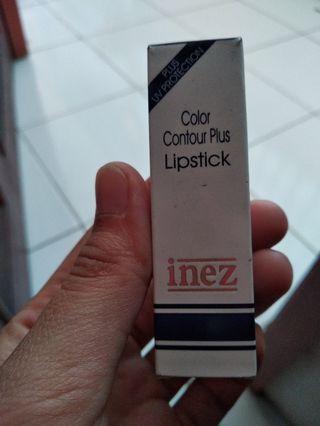 PLUS
UV PROTECTION
Color
Contour Plus
Lipstick
inez